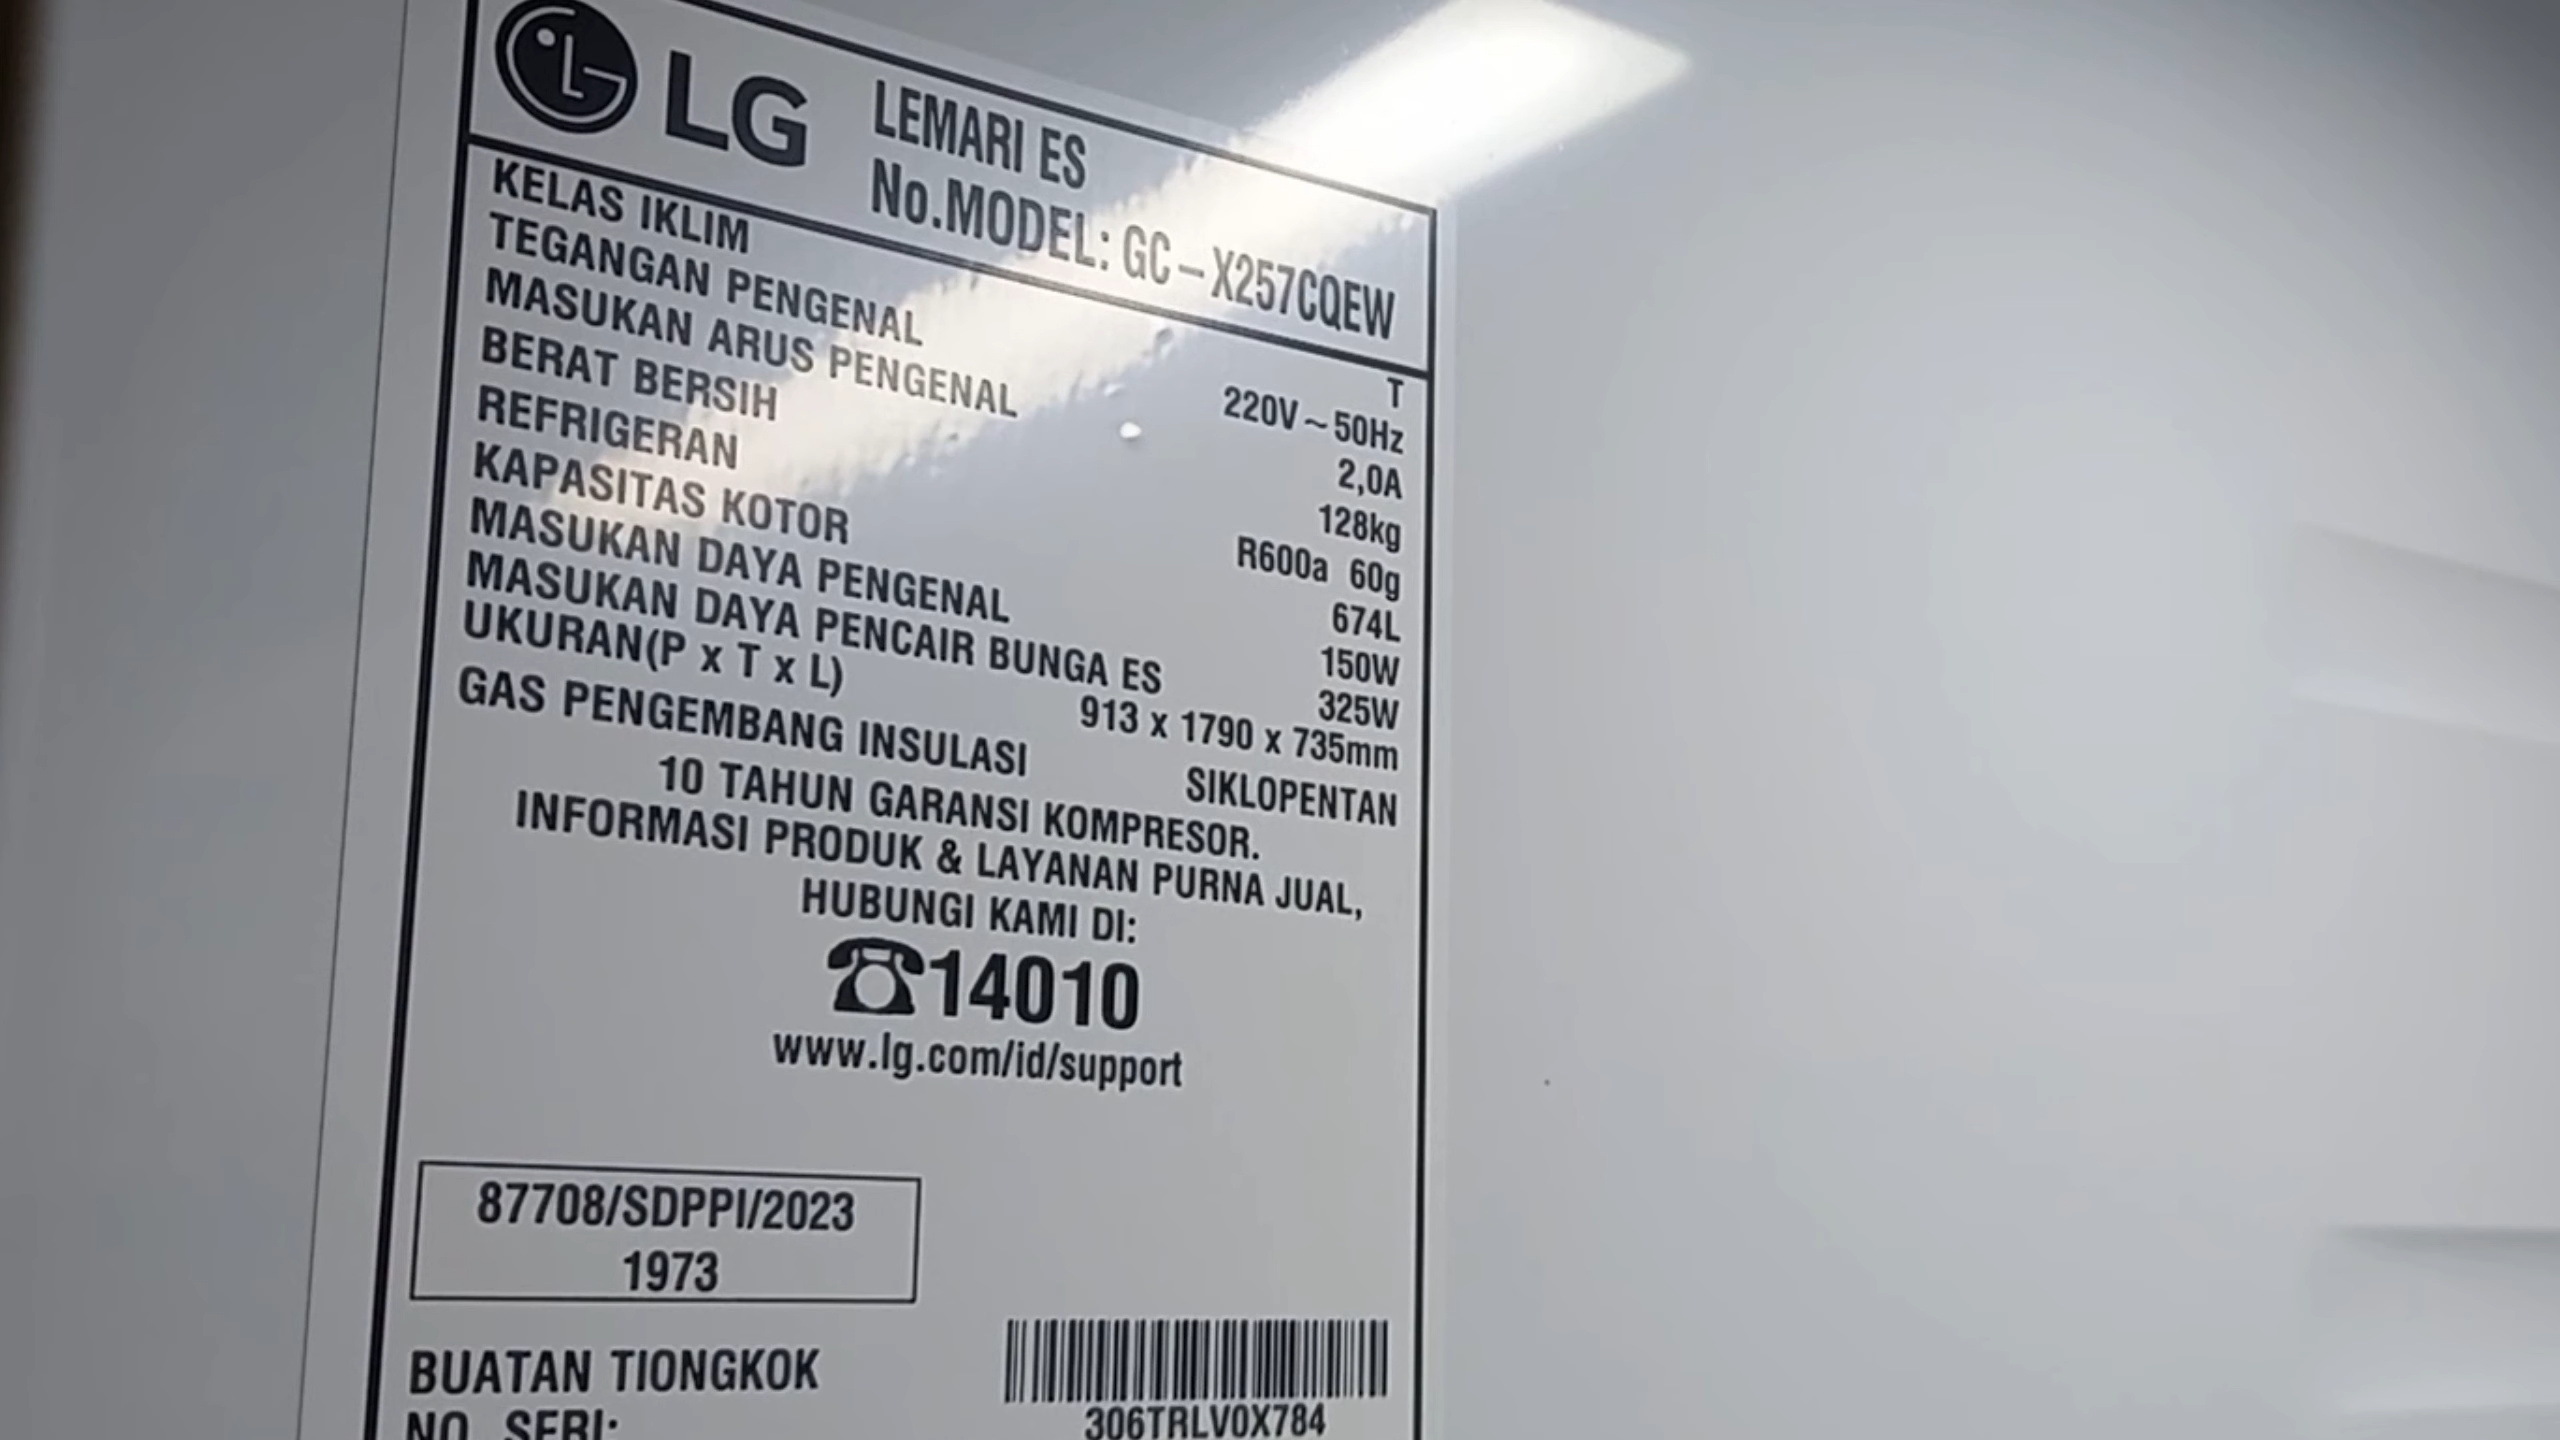 LG LEMARI ES
No.MODEL: GC-X257CQEW
KELAS IKLIM T
TEGANGAN PENGENAL 220V~50Hz
MASUKAN ARUS PENGENAL 2,0A
BERAT BERSIH 128kg
REFRIGERAN R600a 60g
KAPASITAS KOTOR 674L
MASUKAN DAYA PENGENAL 150W
MASUKAN DAYA PENCAIR BUNGA ES 325W
UKURAN(P x T x L) 913 x 1790 x 735mm
GAS PENGEMBANG INSULASI SIKLOPENTAN
10 TAHUN GARANSI KOMPRESOR.
INFORMASI PRODUK & LAYANAN PURNA JUAL,
HUBUNGI KAMI DI:
☎14010
www.lg.com/id/support
87708/SDPPI/2023
1973
BUATAN TIONGKOK
NO. SERI: 306TRLV0X784